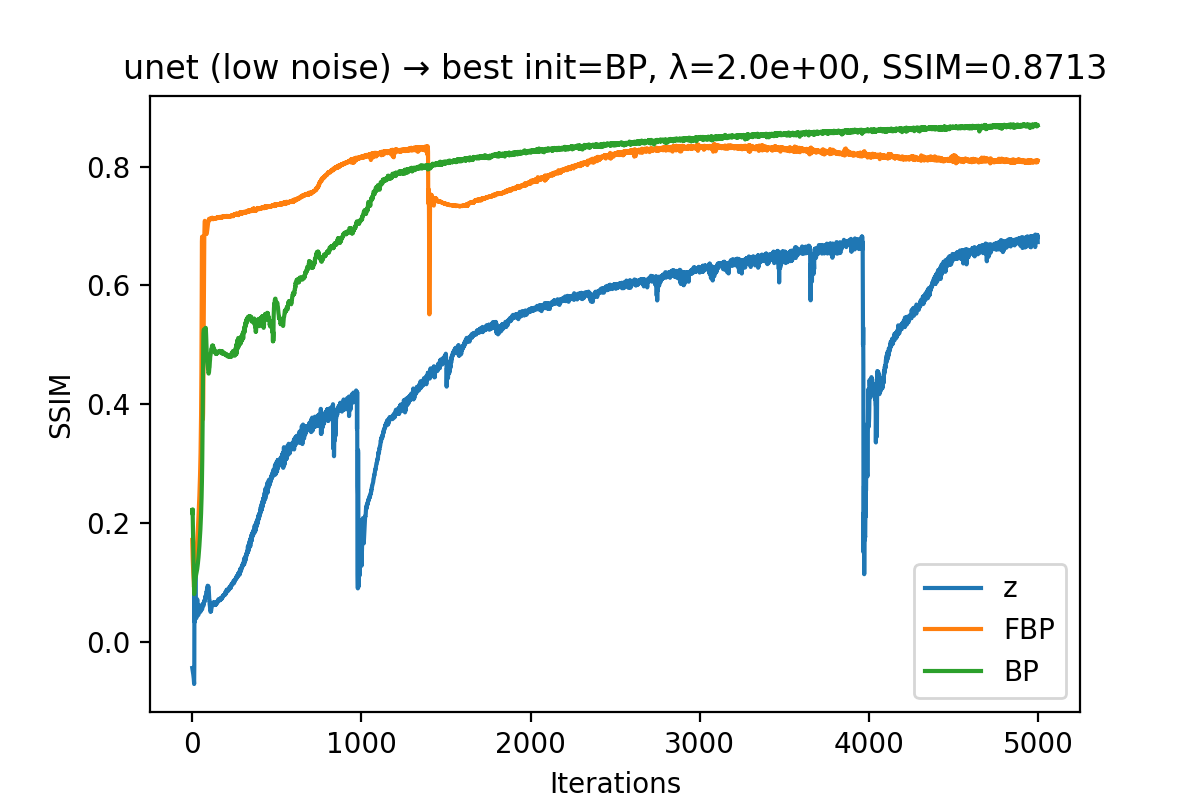 unet (low noise) → best init=BP, λ=2.0e+00, SSIM=0.8713
SSIM
0.8
0.6
0.4
0.2
0.0
z
FBP
BP
0 1000 2000 3000 4000 5000
Iterations